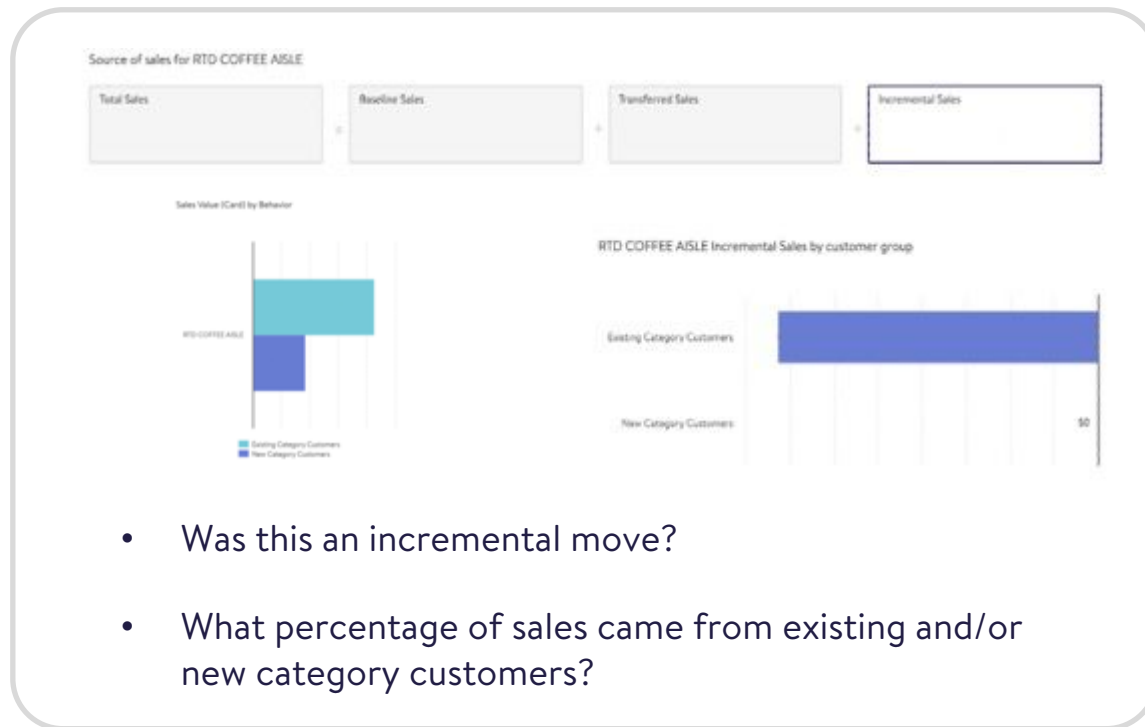 Source of sales for RTD COFFEE AISLE
Total Sales
=
Baseline Sales
+
Transferred Sales
+
Incremental Sales
Sales Value (Card) by Behavior
RTD COFFEE AISLE
Existing Category Customers
New Category Customers
RTD COFFEE AISLE Incremental Sales by customer group
Existing Category Customers
New Category Customers
$0
• Was this an incremental move?
• What percentage of sales came from existing and/or
new category customers?